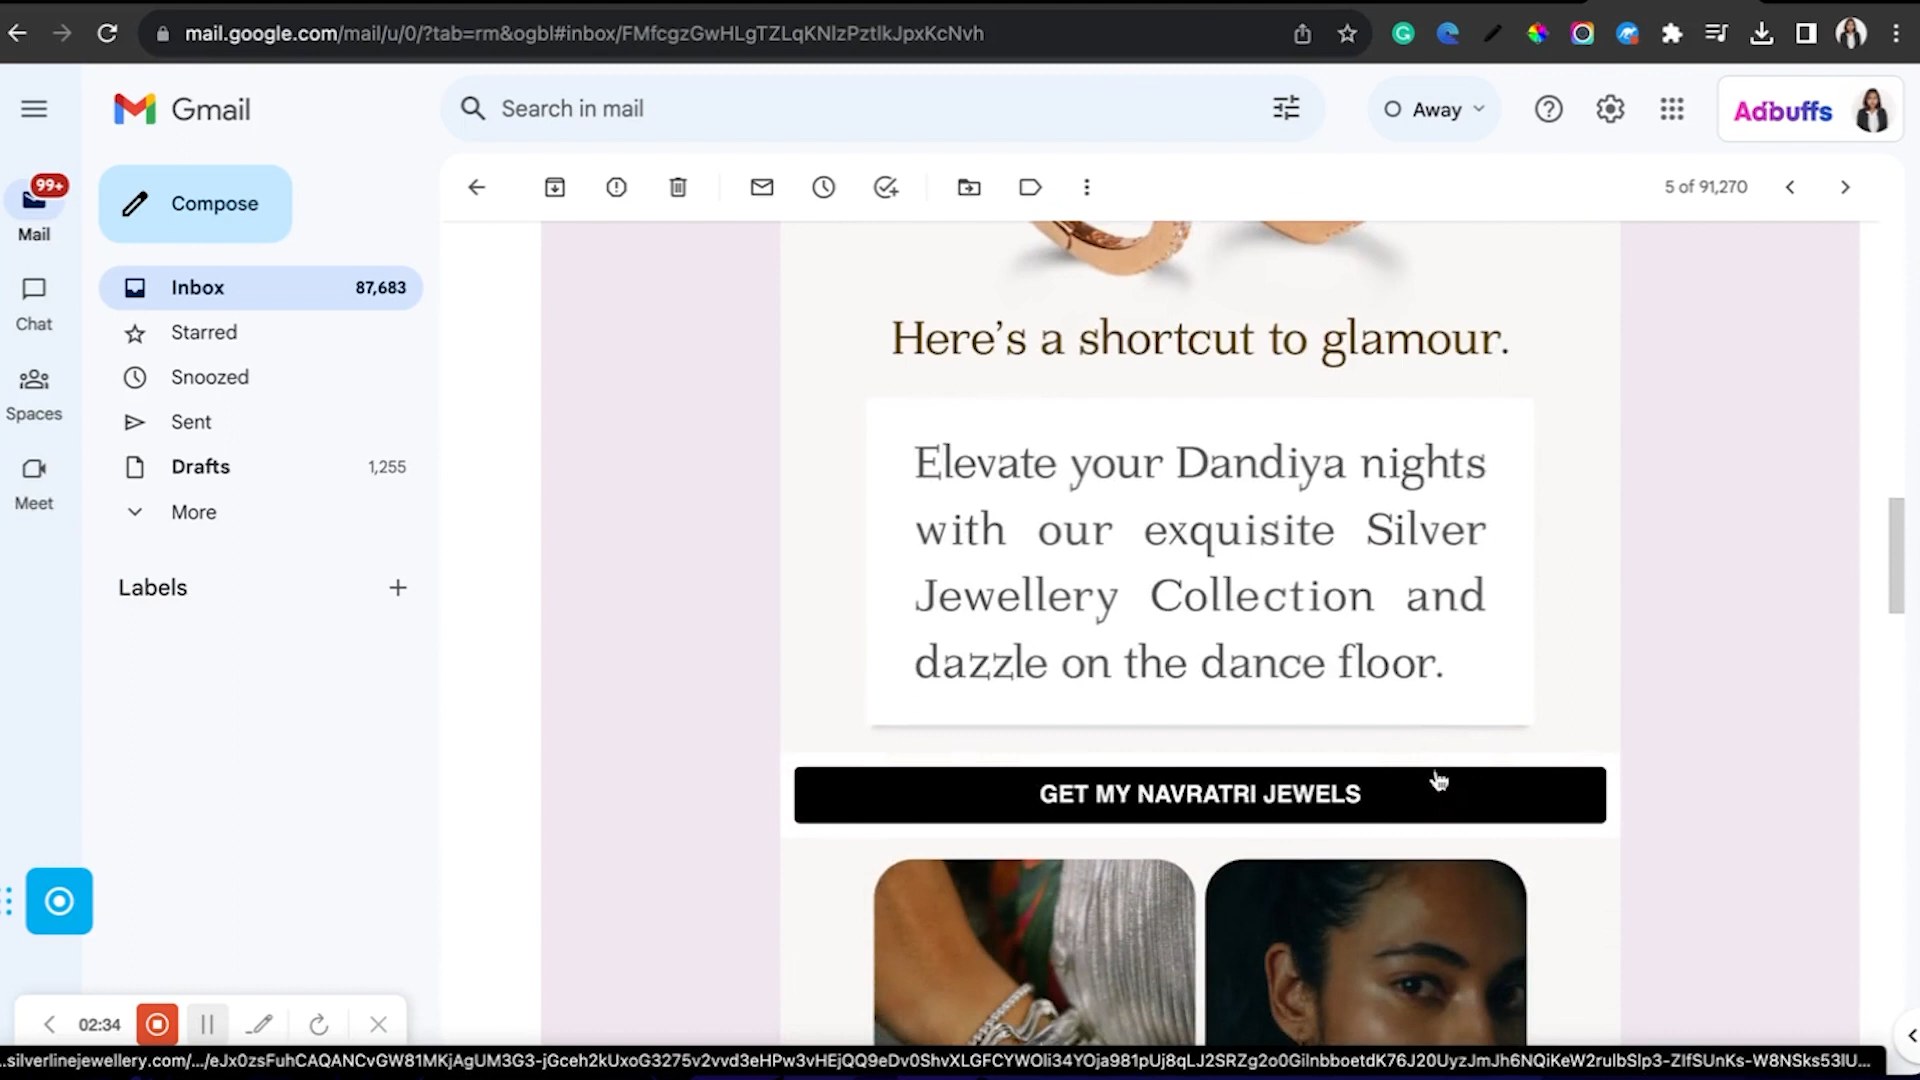 mail.google.com/mail/u/0/?tab=rm&ogbl#inbox/FMfcgzGwHLgTZLqKNlzPztlkJpxKcNvh
Gmail
Search in mail
Away
Adbuffs
99+
Mail
Compose
5 of 91,270
Inbox 87,683
Chat
Starred
Snoozed
Spaces
Sent
Drafts 1,255
Meet
More
Labels
Here's a shortcut to glamour.
Elevate your Dandiya nights
with our exquisite Silver
Jewellery Collection and
dazzle on the dance floor.
GET MY NAVRATRI JEWELS
02:34